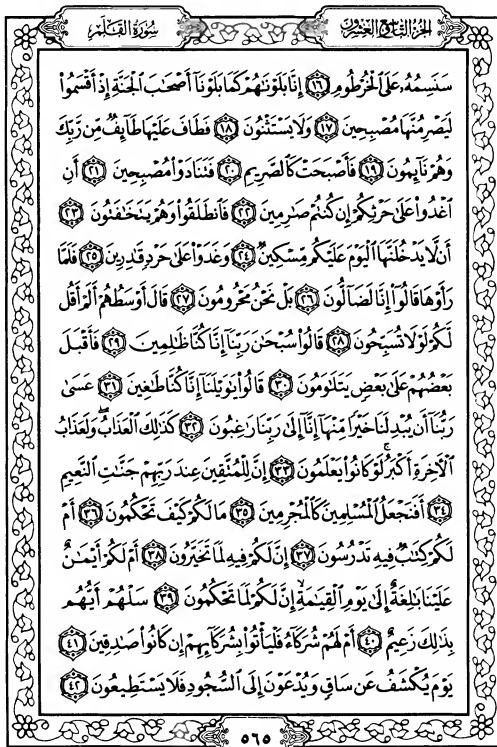 الجزء التاسع والعشرون
سورة القلم
سَنَسِمُهُۥ عَلَى ٱلْخُرْطُومِ ١٦ إِنَّا بَلَوْنَٰهُمْ كَمَا بَلَوْنَآ أَصْحَٰبَ ٱلْجَنَّةِ إِذْ أَقْسَمُوا۟
لَيَصْرِمُنَّهَا مُصْبِحِينَ ١٧ وَلَا يَسْتَثْنُونَ ١٨ فَطَافَ عَلَيْهَا طَآئِفٌ مِّن رَّبِّكَ
وَهُمْ نَآئِمُونَ ١٩ فَأَصْبَحَتْ كَٱلصَّرِيمِ ٢٠ فَتَنَادَوْا۟ مُصْبِحِينَ ٢١ أَنِ
ٱغْدُوا۟ عَلَىٰ حَرْثِكُمْ إِن كُنتُمْ صَٰرِمِينَ ٢٢ فَٱنطَلَقُوا۟ وَهُمْ يَتَخَٰفَتُونَ ٢٣
أَن لَّا يَدْخُلَنَّهَا ٱلْيَوْمَ عَلَيْكُم مِّسْكِينٌ ٢٤ وَغَدَوْا۟ عَلَىٰ حَرْدٍ قَٰدِرِينَ ٢٥ فَلَمَّا
رَأَوْهَا قَالُوٓا۟ إِنَّا لَضَآلُّونَ ٢٦ بَلْ نَحْنُ مَحْرُومُونَ ٢٧ قَالَ أَوْسَطُهُمْ أَلَمْ أَقُل
لَّكُمْ لَوْلَا تُسَبِّحُونَ ٢٨ قَالُوا۟ سُبْحَٰنَ رَبِّنَآ إِنَّا كُنَّا ظَٰلِمِينَ ٢٩ فَأَقْبَلَ
بَعْضُهُمْ عَلَىٰ بَعْضٍ يَتَلَٰوَمُونَ ٣٠ قَالُوا۟ يَٰوَيْلَنَآ إِنَّا كُنَّا طَٰغِينَ ٣١ عَسَىٰ
رَبُّنَآ أَن يُبْدِلَنَا خَيْرًا مِّنْهَآ إِنَّآ إِلَىٰ رَبِّنَا رَٰغِبُونَ ٣٢ كَذَٰلِكَ ٱلْعَذَابُ ۖ وَلَعَذَابُ
ٱلْءَاخِرَةِ أَكْبَرُ ۚ لَوْ كَانُوا۟ يَعْلَمُونَ ٣٣ إِنَّ لِلْمُتَّقِينَ عِندَ رَبِّهِمْ جَنَّٰتِ ٱلنَّعِيمِ
٣٤ أَفَنَجْعَلُ ٱلْمُسْلِمِينَ كَٱلْمُجْرِمِينَ ٣٥ مَا لَكُمْ كَيْفَ تَحْكُمُونَ ٣٦ أَمْ
لَكُمْ كِتَٰبٌ فِيهِ تَدْرُسُونَ ٣٧ إِنَّ لَكُمْ فِيهِ لَمَا تَخَيَّرُونَ ٣٨ أَمْ لَكُمْ أَيْمَٰنٌ
عَلَيْنَا بَٰلِغَةٌ إِلَىٰ يَوْمِ ٱلْقِيَٰمَةِ ۙ إِنَّ لَكُمْ لَمَا تَحْكُمُونَ ٣٩ سَلْهُمْ أَيُّهُم
بِذَٰلِكَ زَعِيمٌ ٤٠ أَمْ لَهُمْ شُرَكَآءُ فَلْيَأْتُوا۟ بِشُرَكَآئِهِمْ إِن كَانُوا۟ صَٰدِقِينَ ٤١
يَوْمَ يُكْشَفُ عَن سَاقٍ وَيُدْعَوْنَ إِلَى ٱلسُّجُودِ فَلَا يَسْتَطِيعُونَ ٤٢
٥٦٥